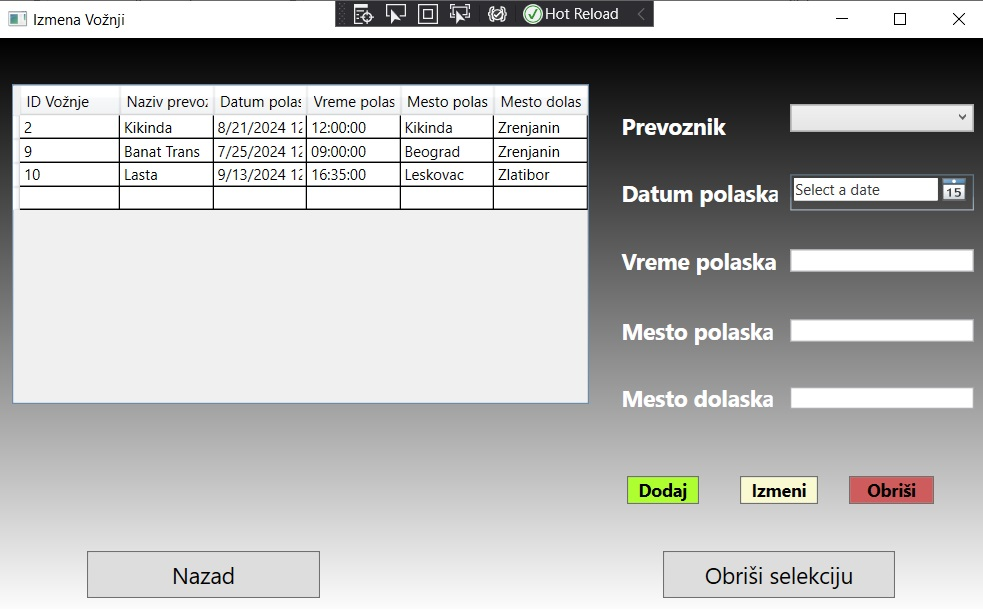 Izmena Vožnji
Hot Reload
ID Vožnje Naziv prevoz Datum polas Vreme polas Mesto polas Mesto dolas
2 Kikinda 8/21/2024 12 12:00:00 Kikinda Zrenjanin
9 Banat Trans 7/25/2024 12 09:00:00 Beograd Zrenjanin
10 Lasta 9/13/2024 12 16:35:00 Leskovac Zlatibor
Prevoznik
Datum polaska Select a date 15
Vreme polaska
Mesto polaska
Mesto dolaska
Dodaj Izmeni Obriši
Nazad Obriši selekciju